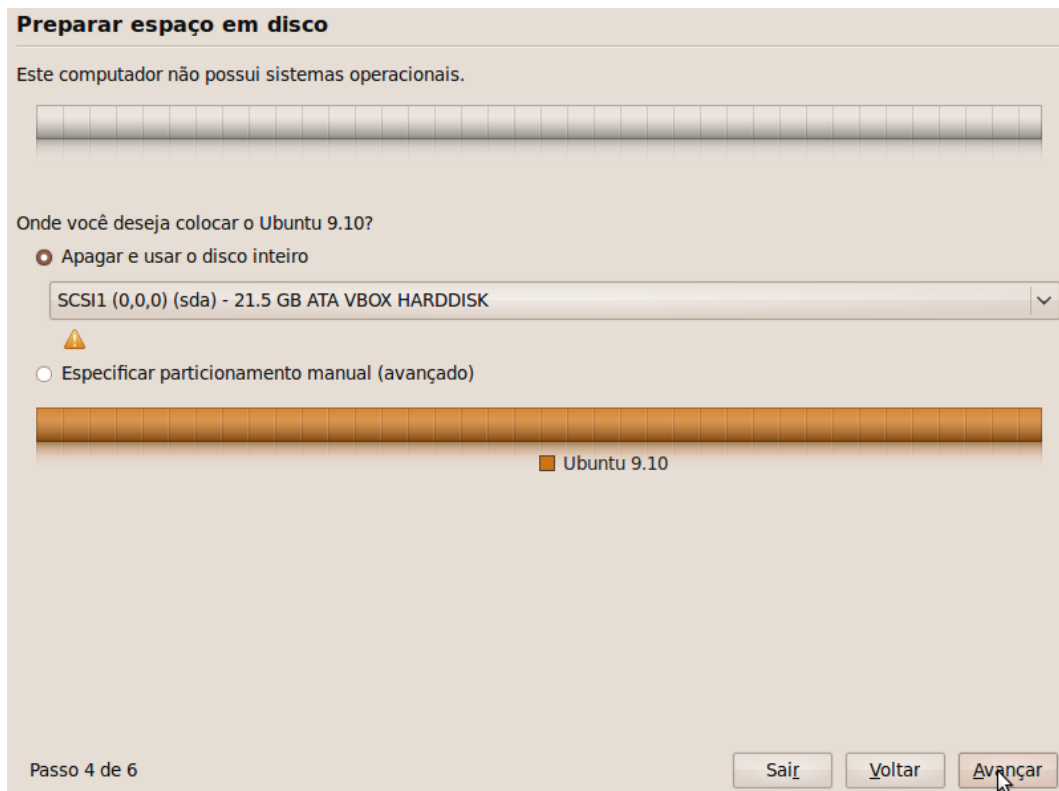 Preparar espaço em disco
Este computador não possui sistemas operacionais.
Onde você deseja colocar o Ubuntu 9.10?
Apagar e usar o disco inteiro
SCSI1 (0,0,0) (sda) - 21.5 GB ATA VBOX HARDDISK
Especificar particionamento manual (avançado)
Ubuntu 9.10
Passo 4 de 6
Sair
Voltar
Avançar